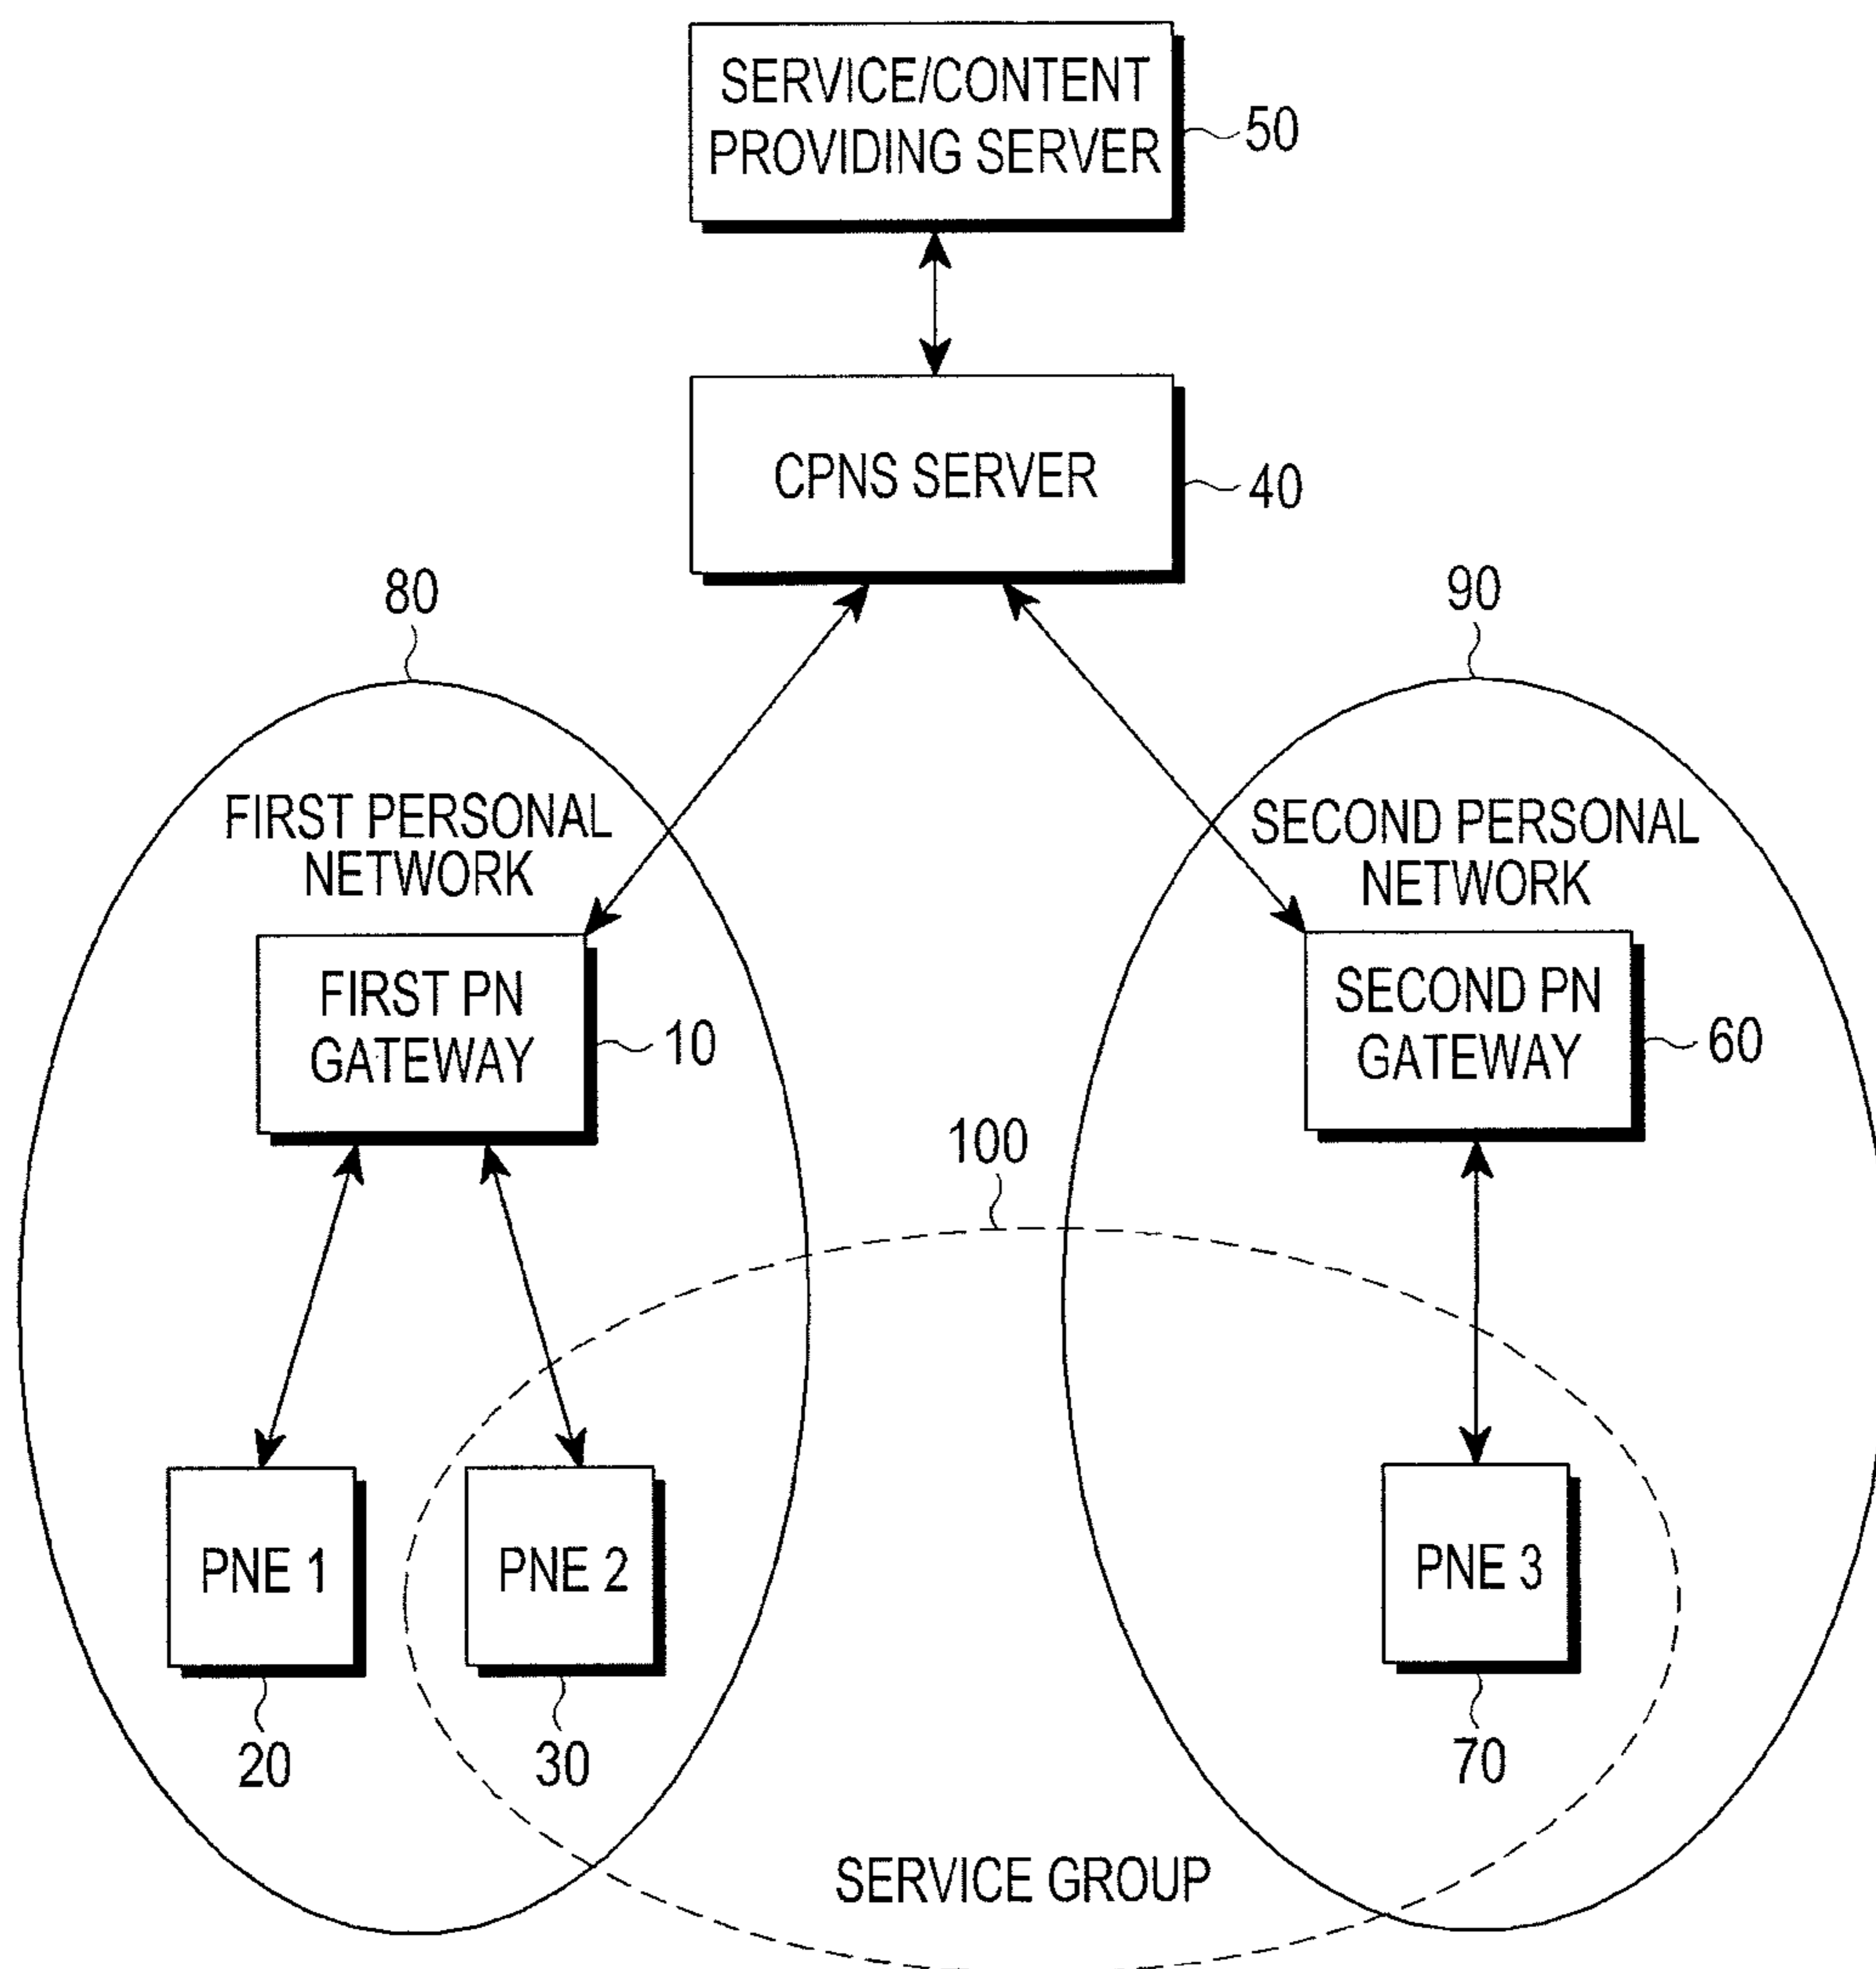 SERVICE/CONTENT
PROVIDING SERVER
50
CPNS SERVER
40
80
90
FIRST PERSONAL
NETWORK
SECOND PERSONAL
NETWORK
FIRST PN
GATEWAY
10
SECOND PN
GATEWAY
60
100
PNE 1
PNE 2
PNE 3
20
30
70
SERVICE GROUP